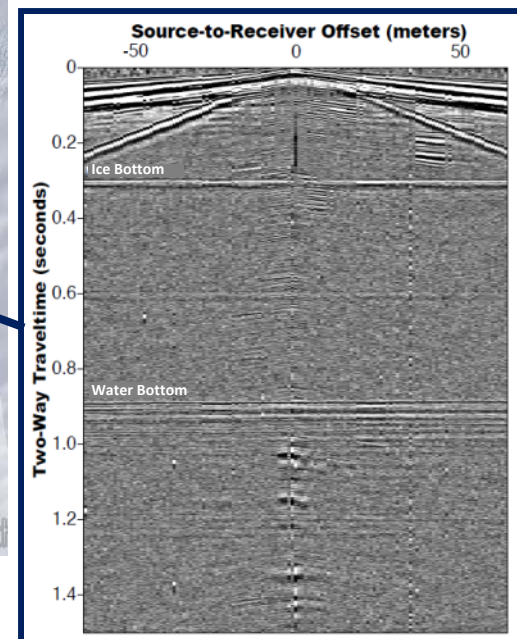 Source-to-Receiver Offset (meters)
-50 0 50
0
0.2
Ice Bottom
0.4
0.6
0.8
Water Bottom
1.0
1.2
1.4
Two-Way Traveltime (seconds)